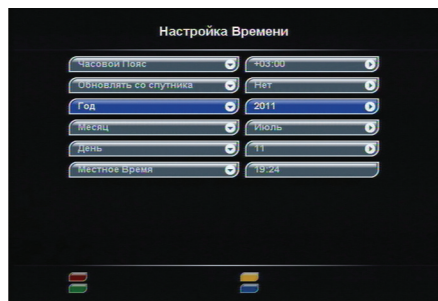 Настройка Времени
Часовой Пояс +03:00
Обновлять со спутника Нет
Год 2011
Месяц Июль
День 11
Местное Время 19:24